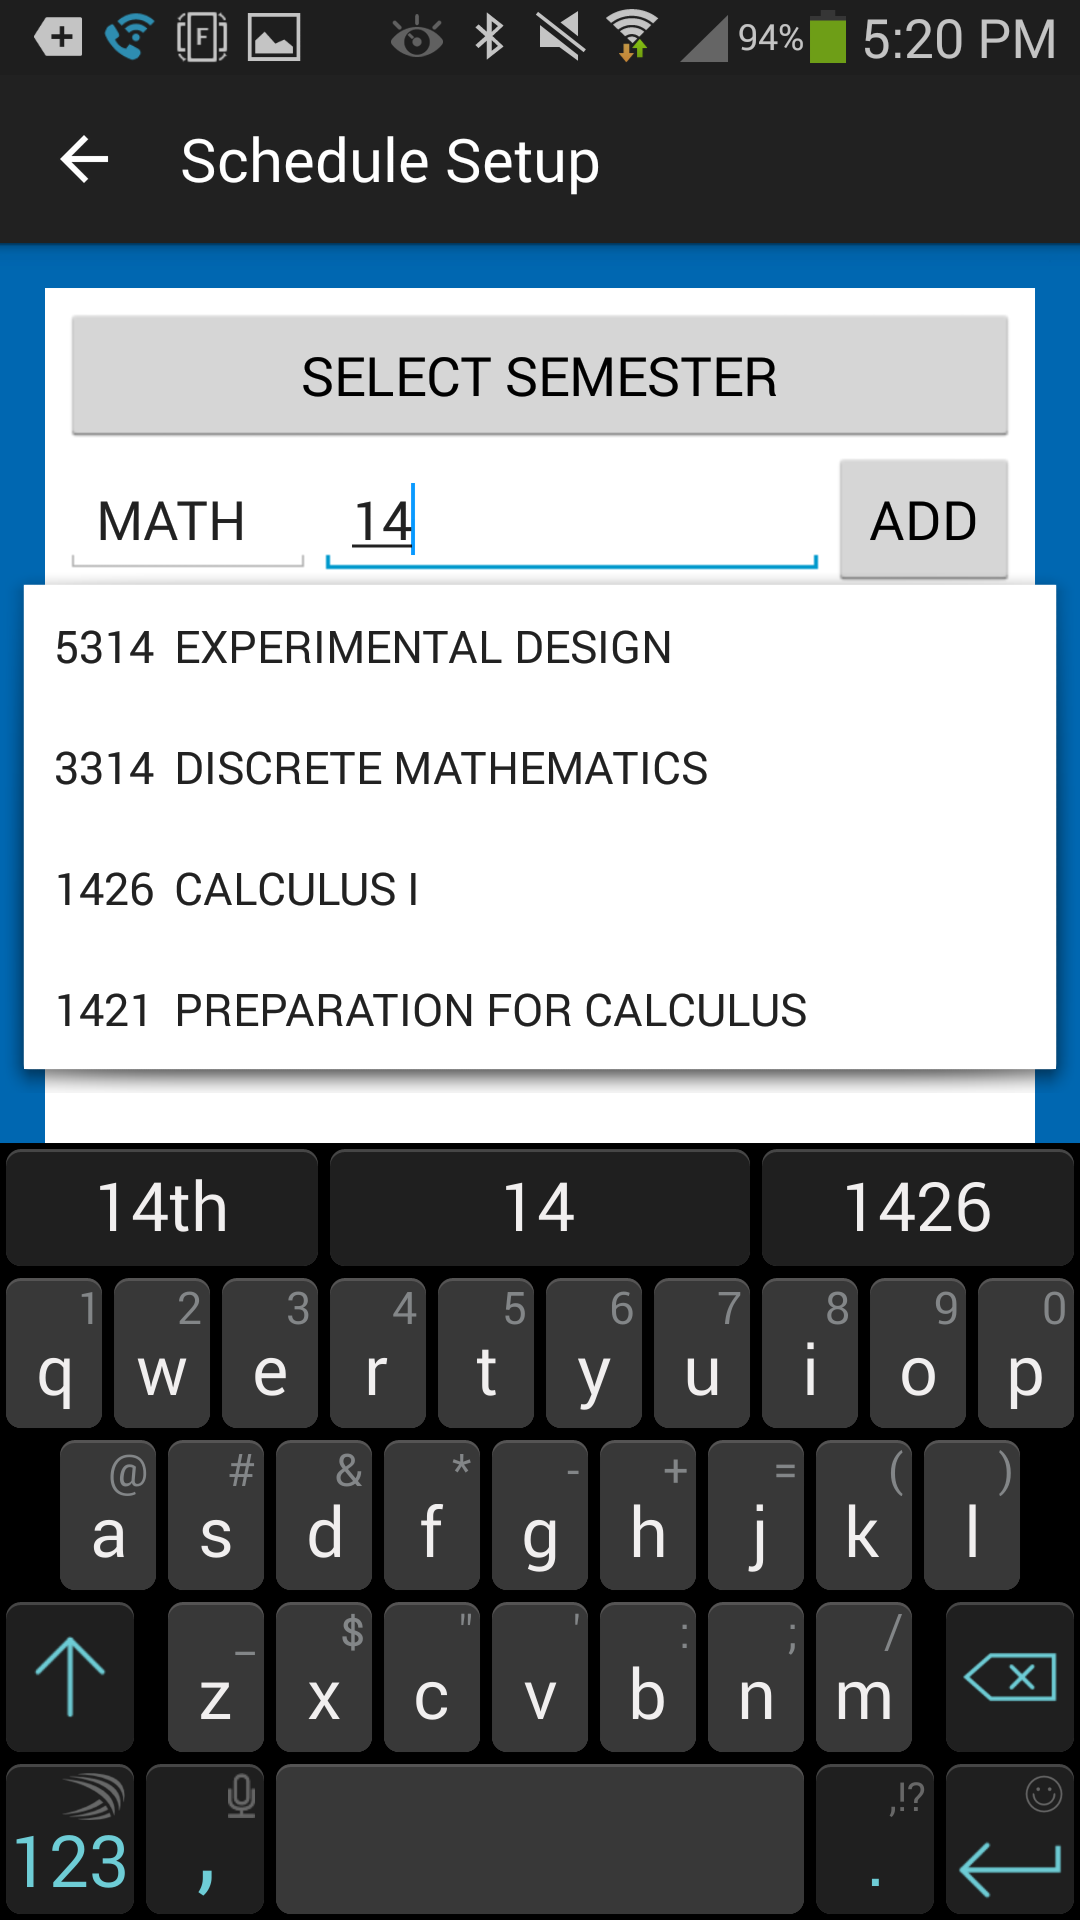 94% 5:20 PM
Schedule Setup
SELECT SEMESTER
MATH 14 ADD
5314 EXPERIMENTAL DESIGN
3314 DISCRETE MATHEMATICS
1426 CALCULUS I
1421 PREPARATION FOR CALCULUS
14th 14 1426
1 2 3 4 5 6 7 8 9 0
q w e r t y u i o p
@ # & * - + = ( )
a s d f g h j k l
_ $ " ' : ; /
z x c v b n m
,!?
123 , .